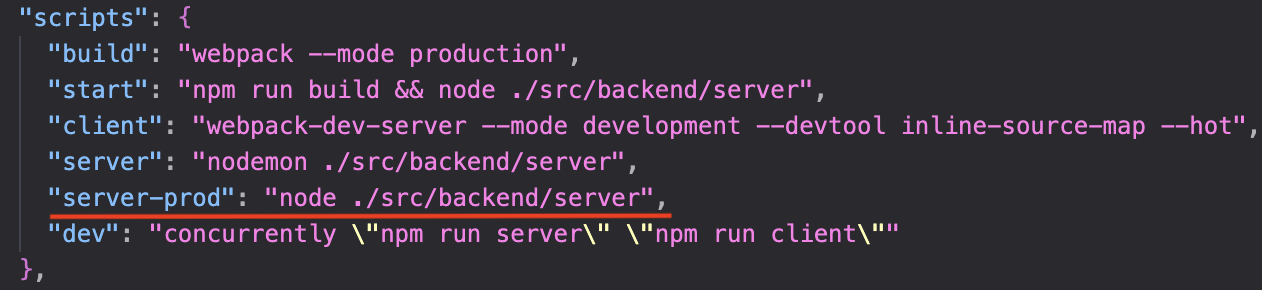 "scripts": {
"build": "webpack --mode production",
"start": "npm run build && node ./src/backend/server",
"client": "webpack-dev-server --mode development --devtool inline-source-map --hot",
"server": "nodemon ./src/backend/server",
"server-prod": "node ./src/backend/server",
"dev": "concurrently \"npm run server\" \"npm run client\""
},